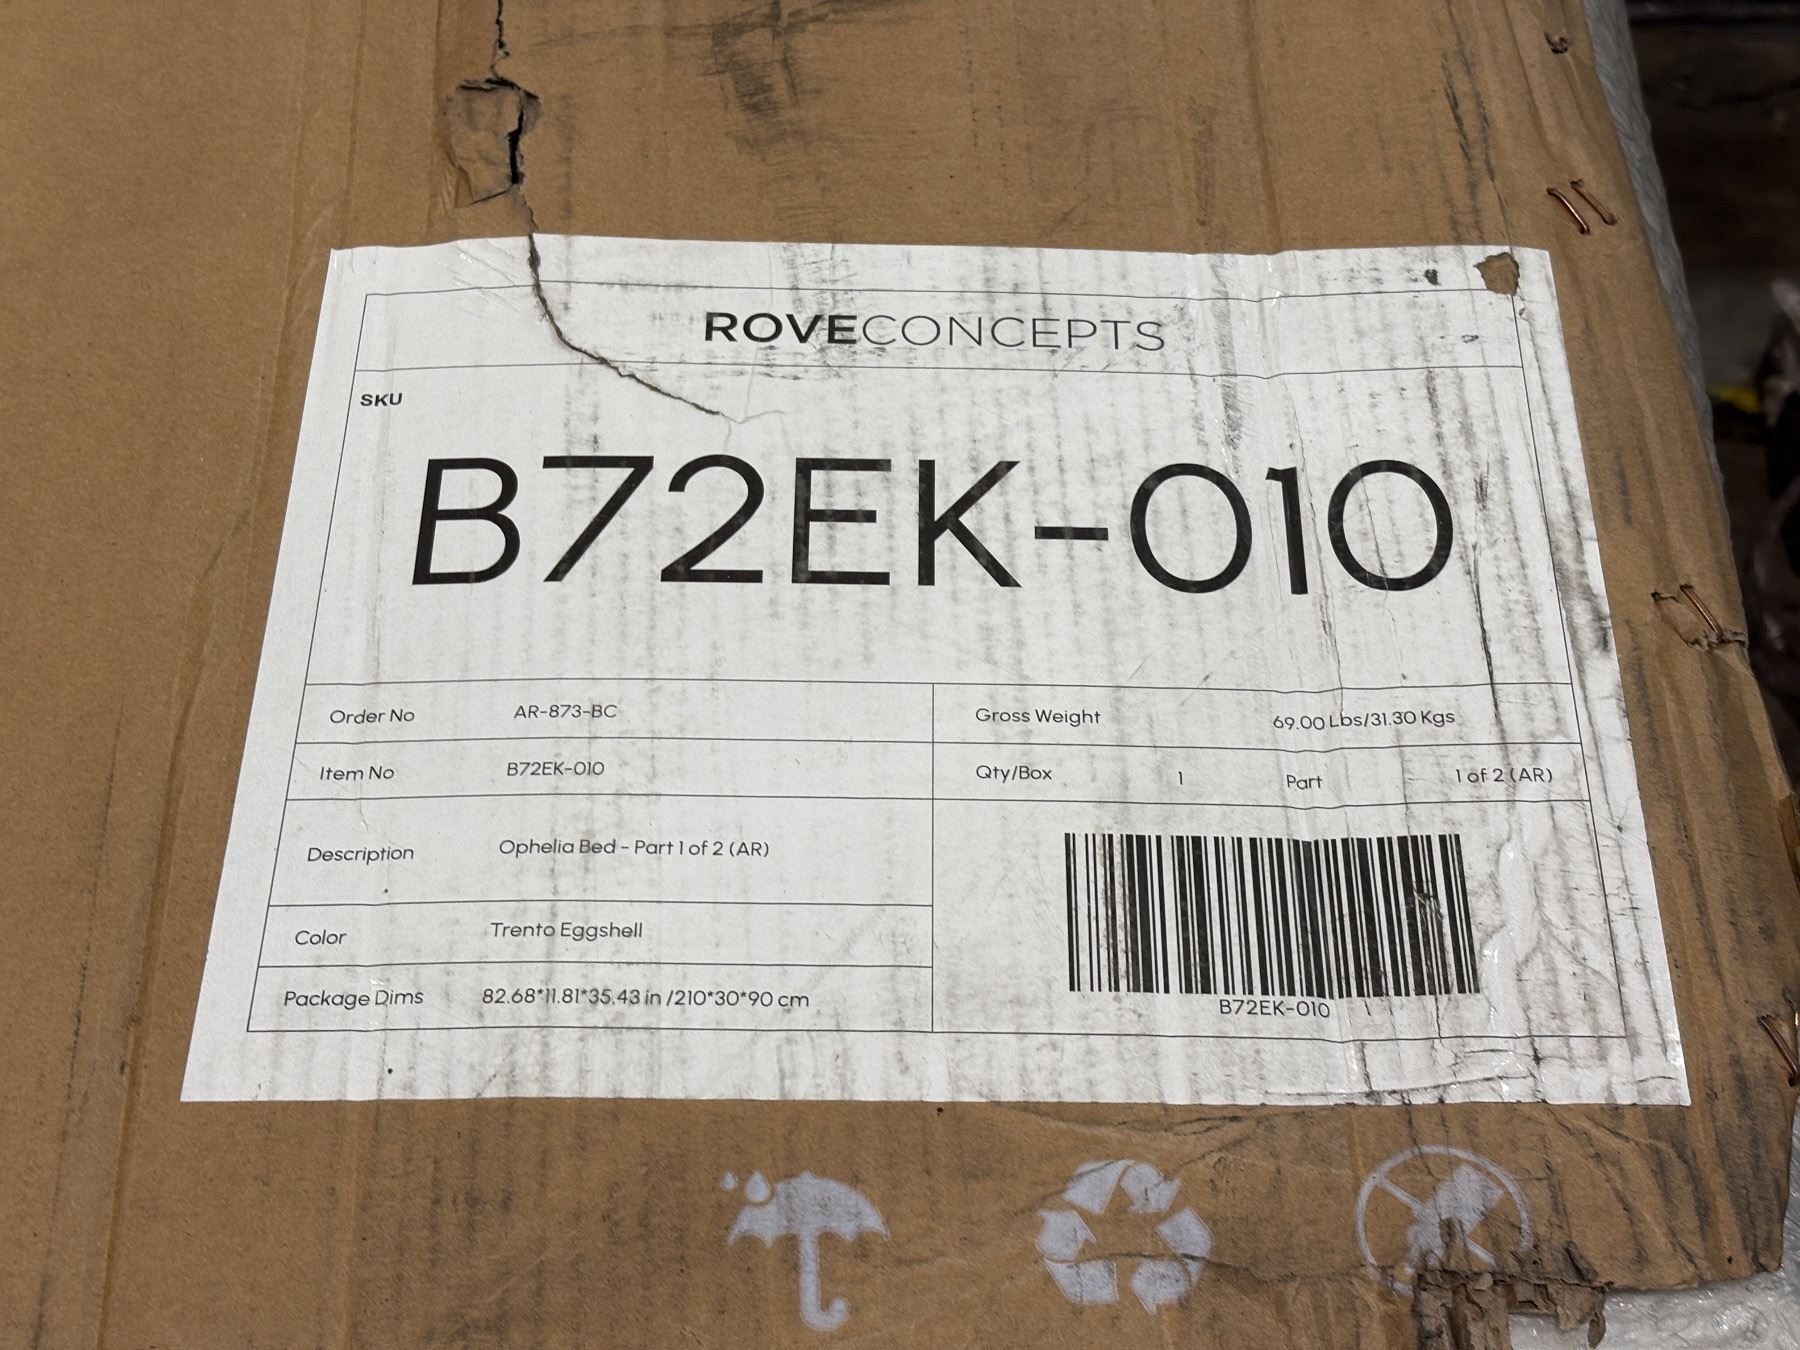 ROVECONCEPTS
SKU
B72EK-010
Order No AR-873-BC Gross Weight 69.00 Lbs/31.30 Kgs
Item No B72EK-010 Qty/Box 1 Part 1 of 2 (AR)
Description Ophelia Bed - Part 1 of 2 (AR)
Color Trento Eggshell
Package Dims 82.68*11.81*35.43 in /210*30*90 cm
B72EK-010